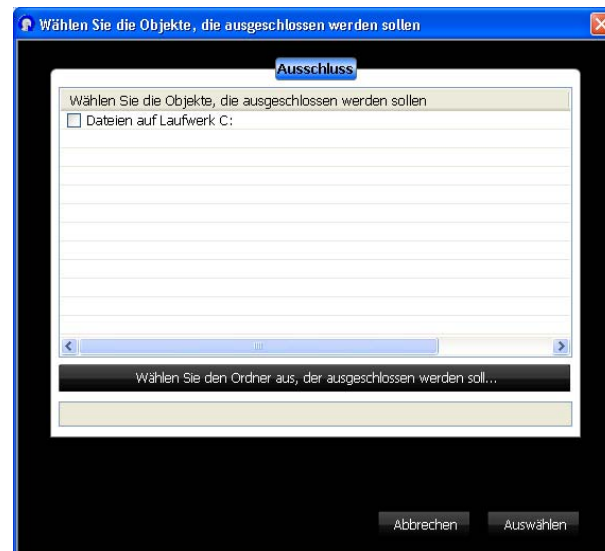 Wählen Sie die Objekte, die ausgeschlossen werden sollen
Ausschluss
Wählen Sie die Objekte, die ausgeschlossen werden sollen
Dateien auf Laufwerk C:
Wählen Sie den Ordner aus, der ausgeschlossen werden soll...
Abbrechen
Auswählen